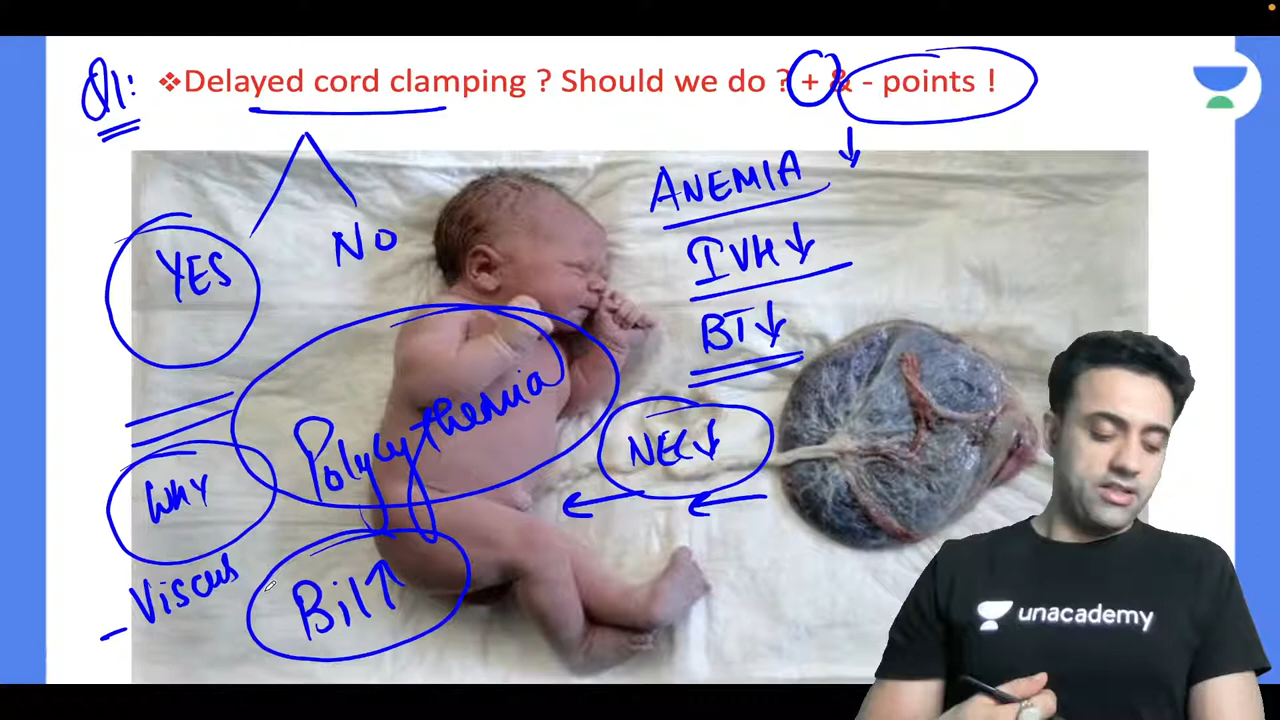 Q1:
❖Delayed cord clamping ? Should we do ? + & - points !
YES
NO
ANEMIA ↓
IVH↓
BT↓
NEC↓
Polycythemia
WHY
- Viscus
Bil↑
unacademy